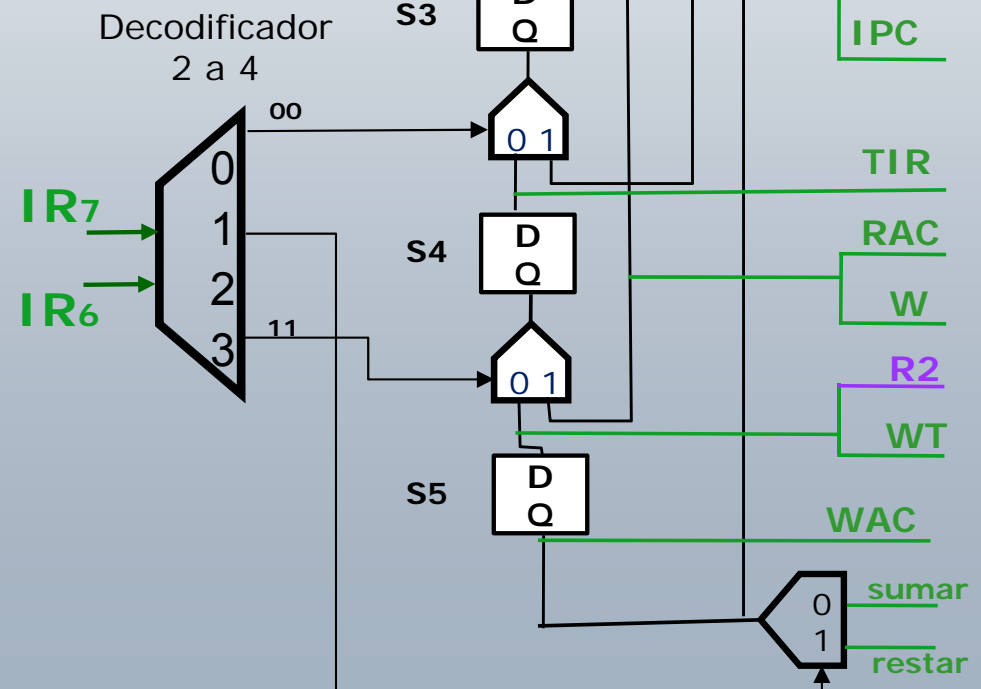 Decodificador
2 a 4
S3
D
Q
IPC
00
0 1
TIR
IR7
IR6
0
1
2
3
S4
D
Q
RAC
W
11
0 1
R2
WT
S5
D
Q
WAC
0
1
sumar
restar